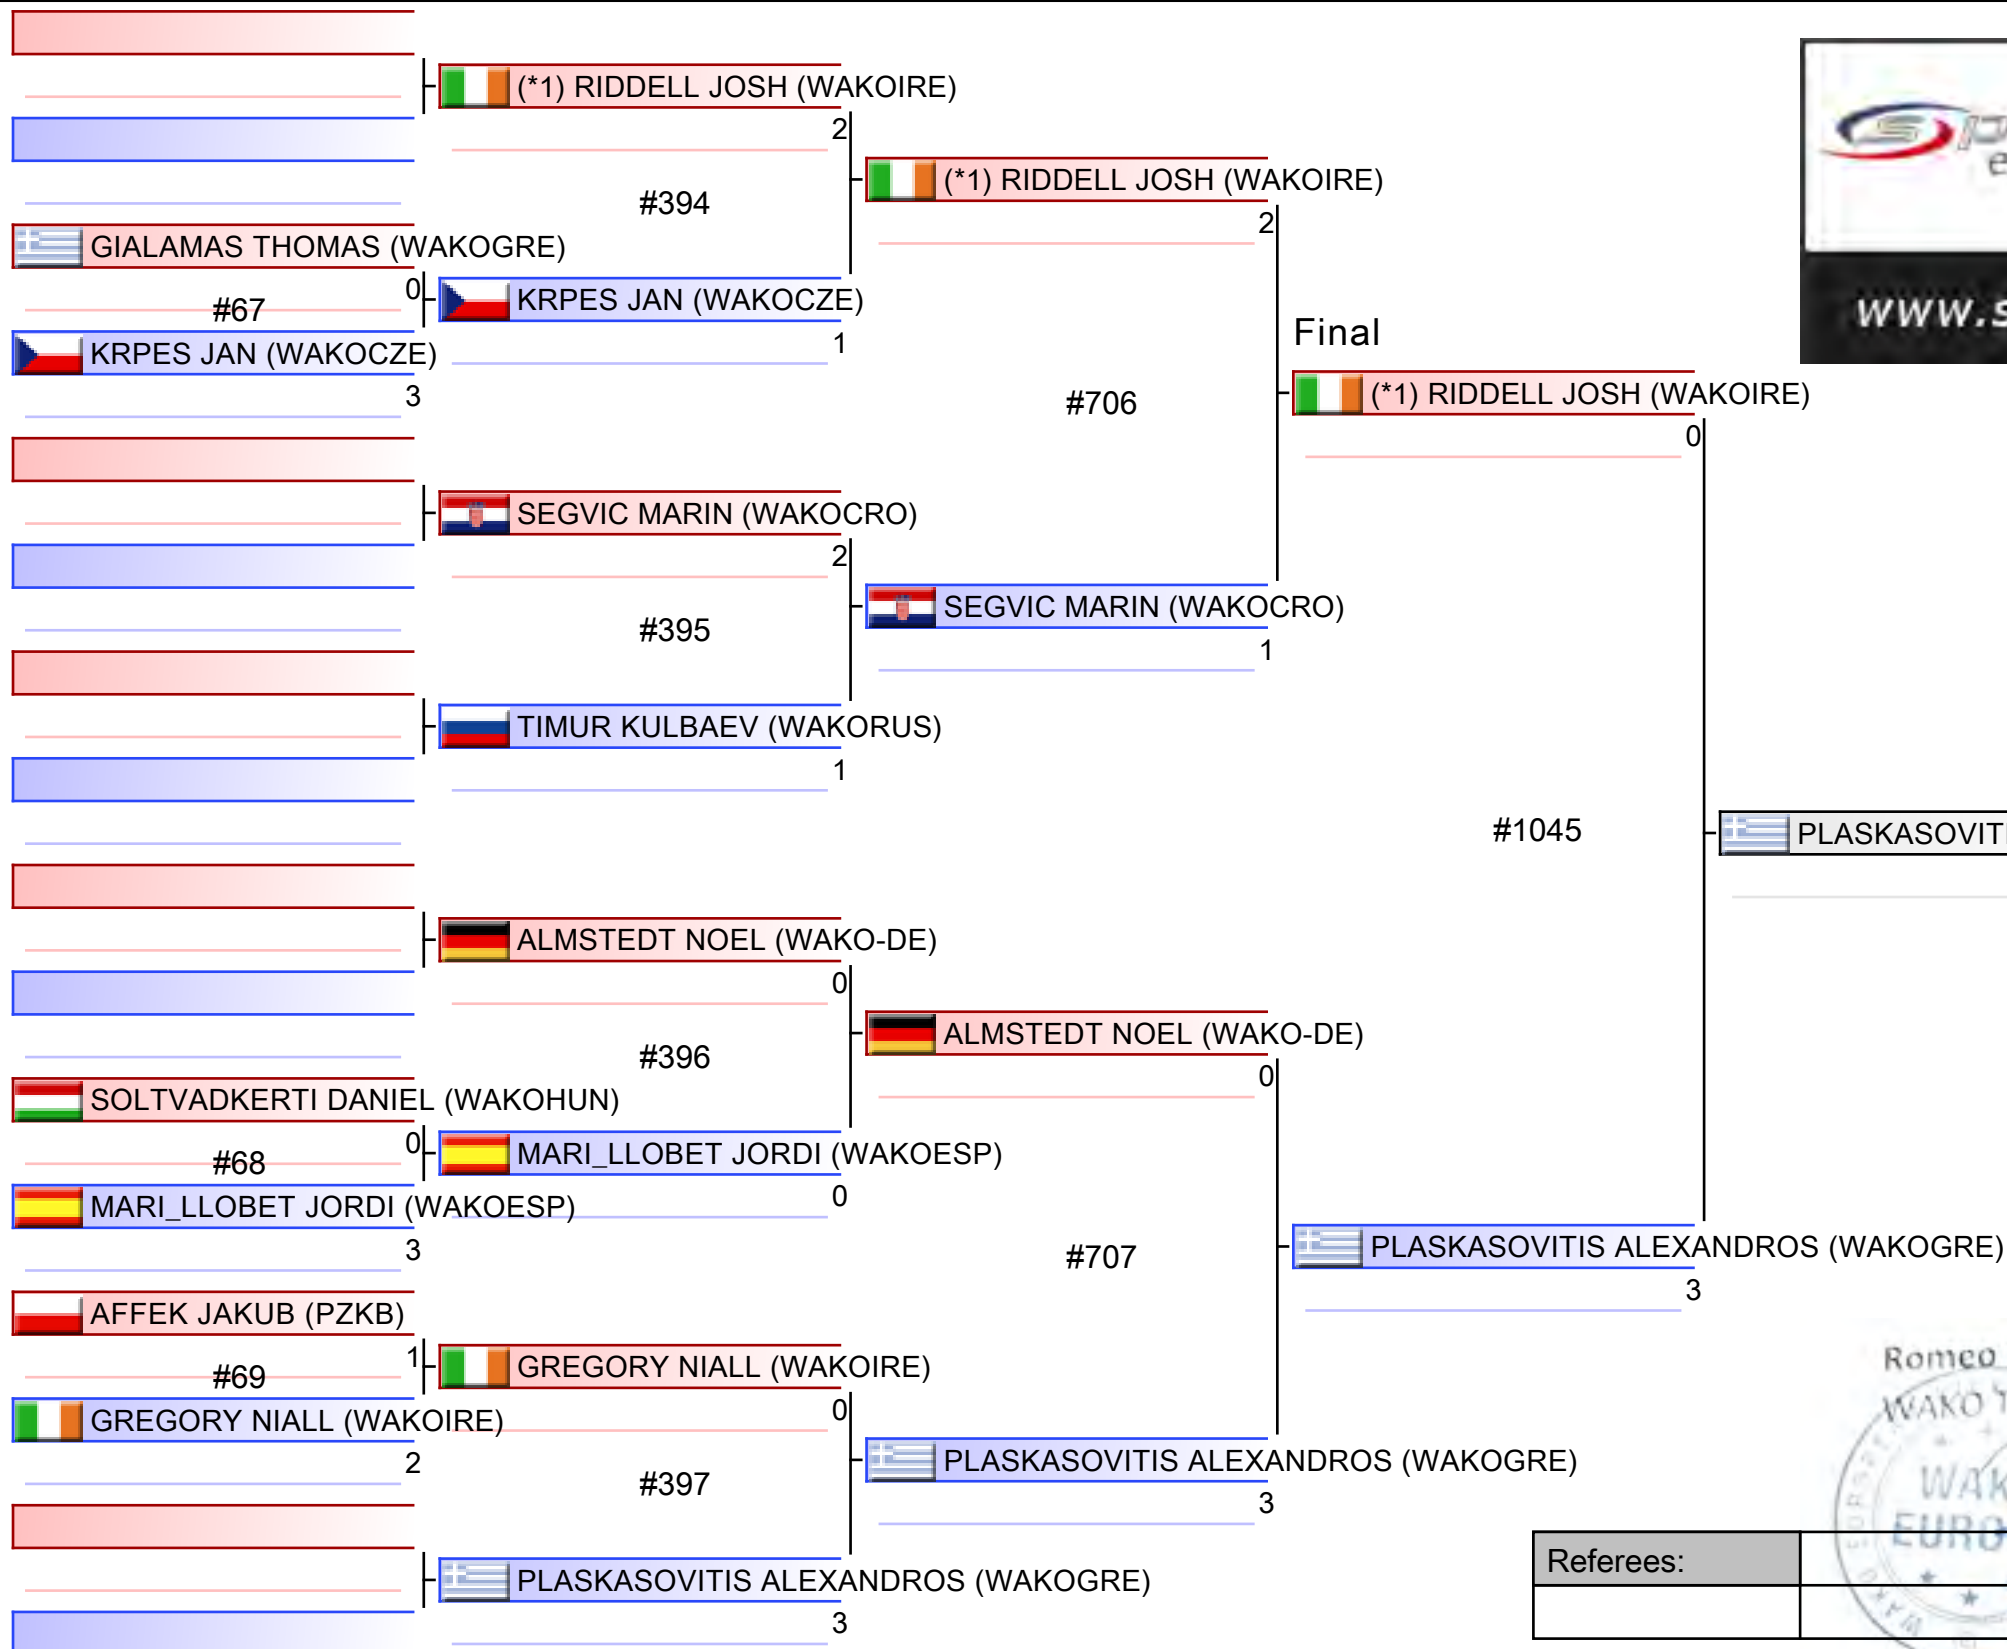 (*1) RIDDELL JOSH (WAKOIRE)
2
#394
GIALAMAS THOMAS (WAKOGRE)
0
#67
KRPES JAN (WAKOCZE)
3
KRPES JAN (WAKOCZE)
1
(*1) RIDDELL JOSH (WAKOIRE)
2
#706
SEGVIC MARIN (WAKOCRO)
2
#395
TIMUR KULBAEV (WAKORUS)
1
SEGVIC MARIN (WAKOCRO)
1
Final
(*1) RIDDELL JOSH (WAKOIRE)
0
#1045
ALMSTEDT NOEL (WAKO-DE)
0
#396
SOLTVADKERTI DANIEL (WAKOHUN)
0
#68
MARI_LLOBET JORDI (WAKOESP)
3
MARI_LLOBET JORDI (WAKOESP)
0
ALMSTEDT NOEL (WAKO-DE)
0
#707
AFFEK JAKUB (PZKB)
1
#69
GREGORY NIALL (WAKOIRE)
2
GREGORY NIALL (WAKOIRE)
0
#397
PLASKASOVITIS ALEXANDROS (WAKOGRE)
3
PLASKASOVITIS ALEXANDROS (WAKOGRE)
3
PLASKASOVITIS ALEXANDROS (WAKOGRE)
3
PLASKASOVIT
www.s
Romeo
WAKO
EURO
Referees: